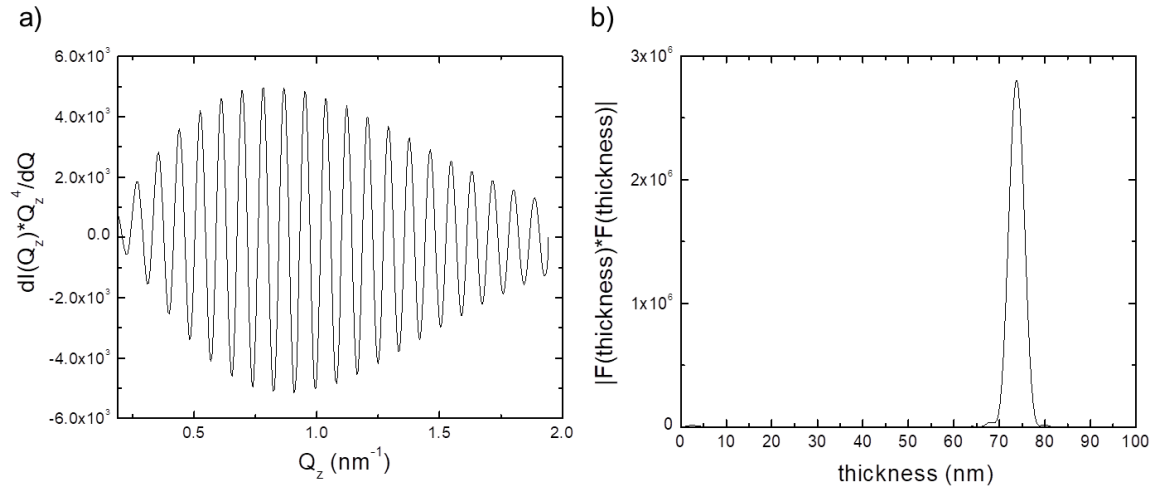 a)
b)
6.0x10³
4.0x10³
2.0x10³
0.0
-2.0x10³
-4.0x10³
-6.0x10³
dI(Q_z)*Q_z⁴/dQ
0.5
1.0
1.5
2.0
Q_z (nm⁻¹)
3x10⁶
2x10⁶
1x10⁶
0
|F(thickness)*F(thickness)|
0
10
20
30
40
50
60
70
80
90
100
thickness (nm)